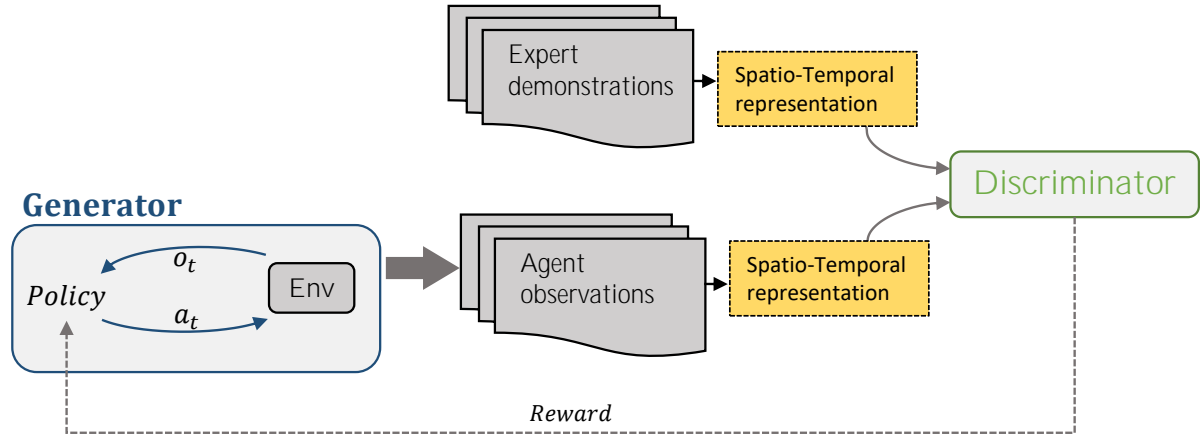 Expert
demonstrations
Spatio-Temporal
representation
Discriminator
Generator
o_t
Policy
Env
a_t
Agent
observations
Spatio-Temporal
representation
Reward